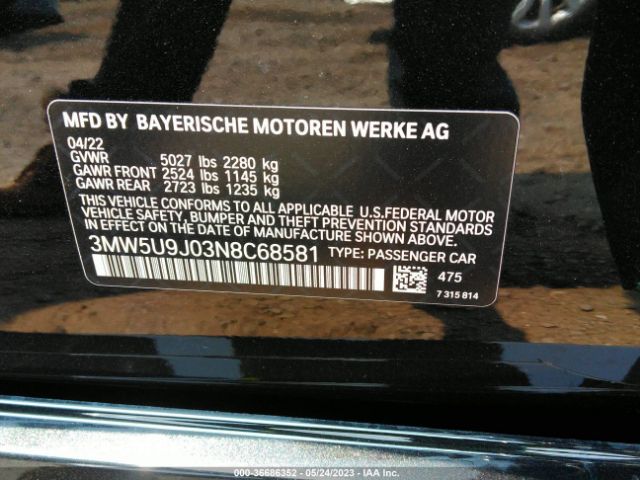 MFD BY BAYERISCHE MOTOREN WERKE AG
04/22
GVWR 5027 lbs 2280 kg
GAWR FRONT 2524 lbs 1145 kg
GAWR REAR 2723 lbs 1235 kg
THIS VEHICLE CONFORMS TO ALL APPLICABLE U.S.FEDERAL MOTOR
VEHICLE SAFETY, BUMPER AND THEFT PREVENTION STANDARDS
IN EFFECT ON THE DATE OF MANUFACTURE SHOWN ABOVE.
3MW5U9J03N8C68581 TYPE: PASSENGER CAR
475
7 315 814
000-36686352 - 05/24/2023 - IAA Inc.